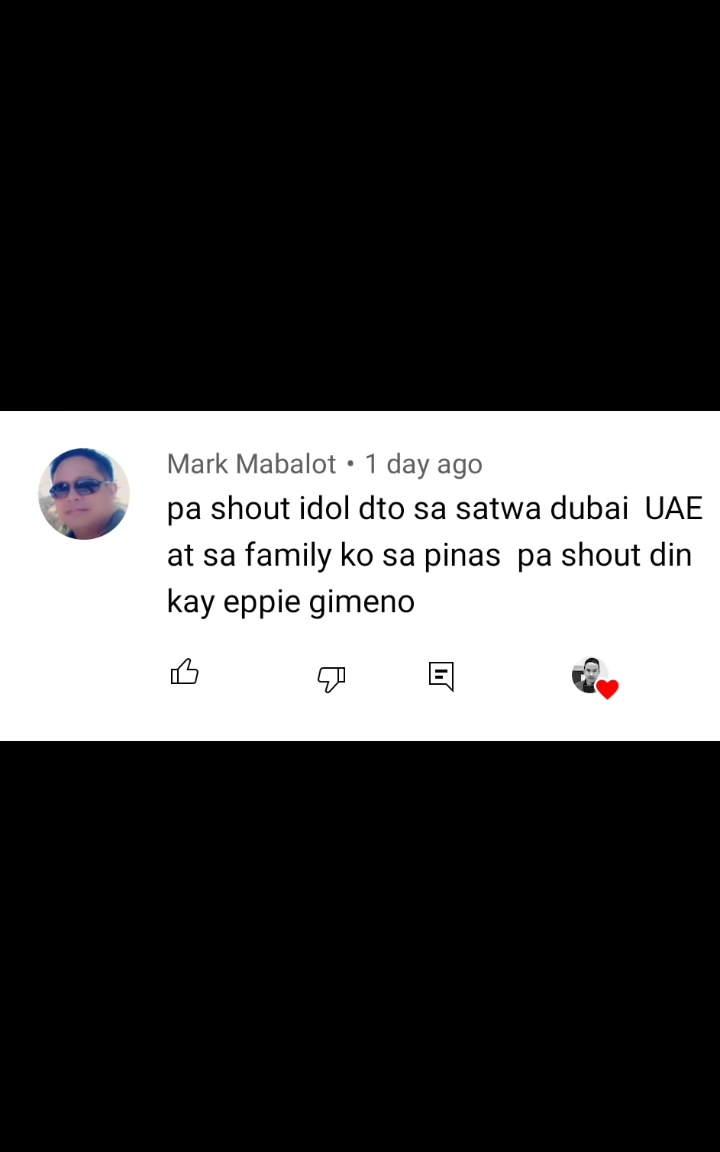 Mark Mabalot • 1 day ago
pa shout idol dto sa satwa dubai  UAE
at sa family ko sa pinas  pa shout din
kay eppie gimeno